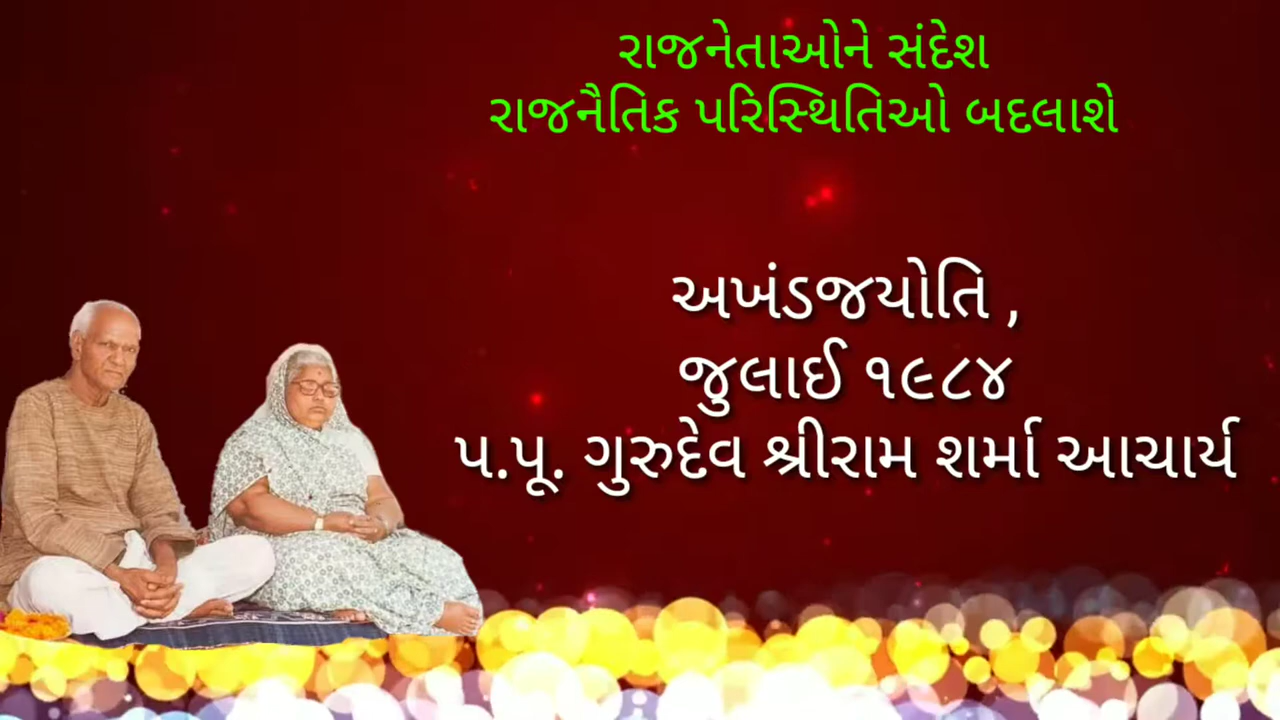 રાજનેતાઓને સંદેશ
રાજનૈતિક પરિસ્થિતિઓ બદલાશે
અખંડજયોતિ ,
જુલાઈ ૧૯૮૪
પ.પૂ. ગુરુદેવ શ્રીરામ શર્મા આચાર્ય